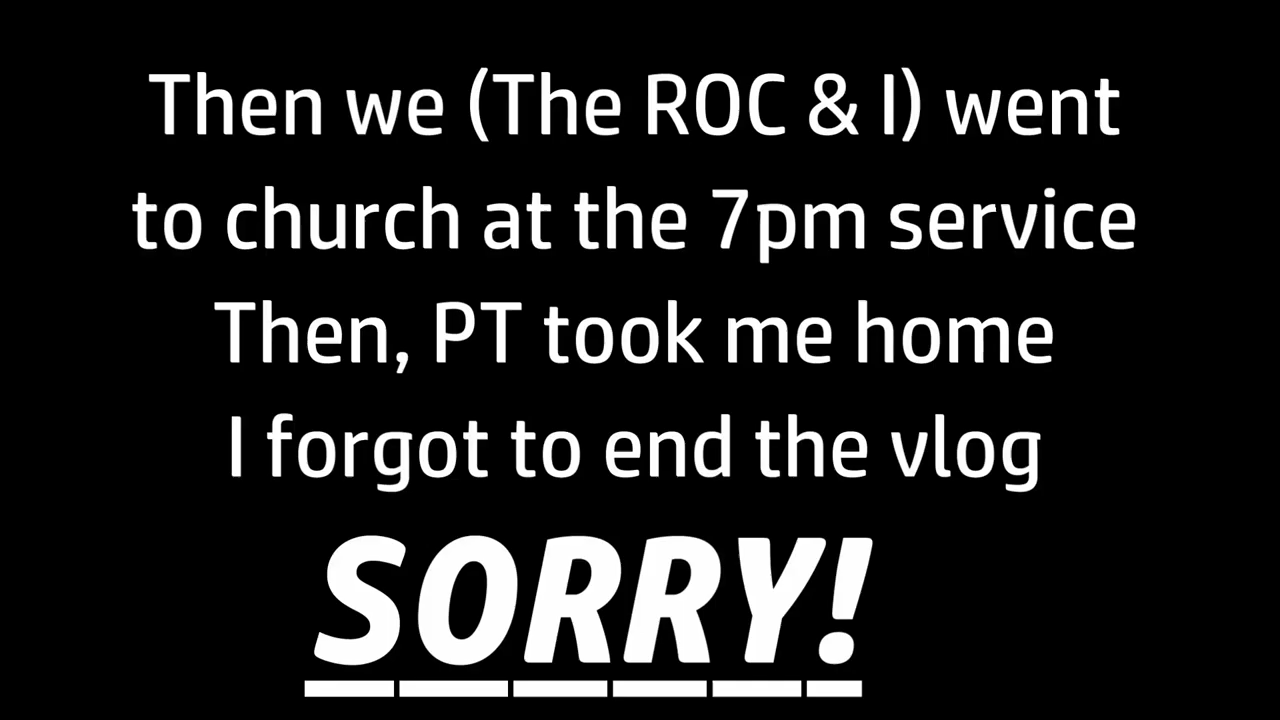 Then we (The ROC & I) went
to church at the 7pm service
Then, PT took me home
I forgot to end the vlog
SORRY!